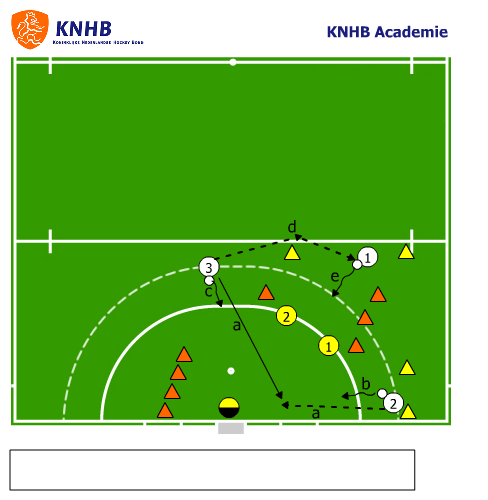 KNHB
Koninklijke Nederlandse Hockey Bond
KNHB Academie
d
1
3
e
c
2
a
1
b
2
a